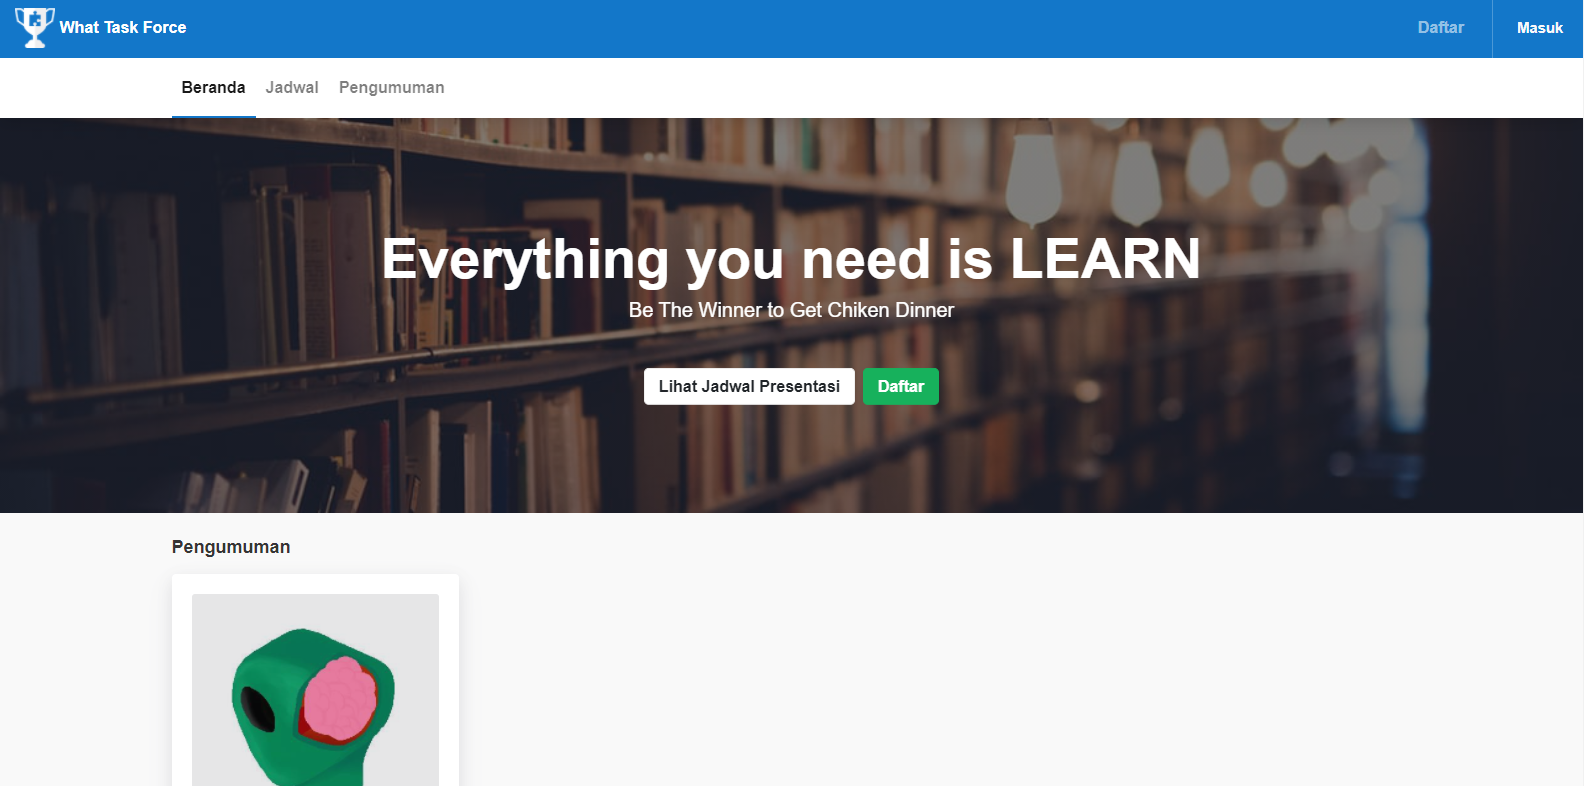 What Task Force
Daftar
Masuk
Beranda
Jadwal
Pengumuman
Everything you need is LEARN
Be The Winner to Get Chiken Dinner
Lihat Jadwal Presentasi
Daftar
Pengumuman